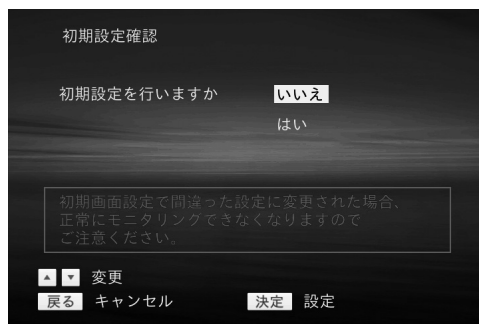 初期設定確認
初期設定を行いますか
いいえ
はい
初期画面設定で間違った設定に変更された場合、
正常にモニタリングできなくなりますので
ご注意ください。
▲ ▼ 変更
戻る キャンセル 決定 設定